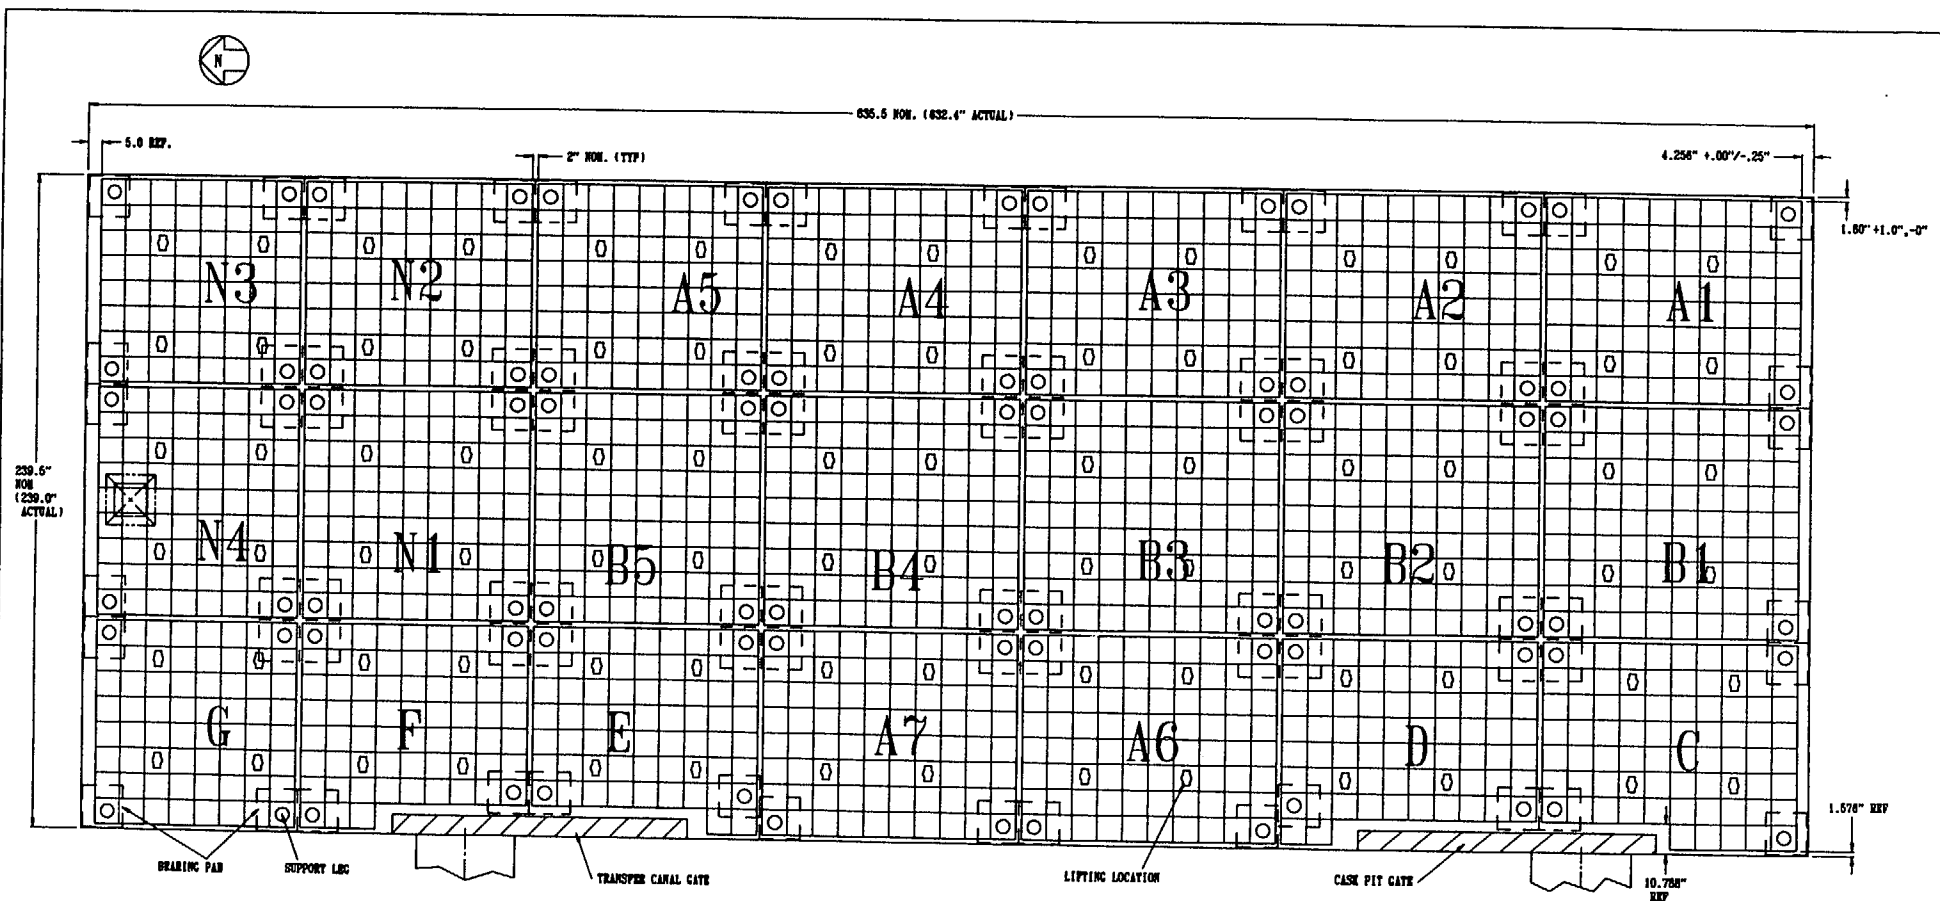 N
635.5 NOM. (632.4" ACTUAL)
5.0 REF.
2" NOM. (TYP)
4.256" +.00"/-.25"
1.60" +1.0", -0"
N3 N2 A5 A4 A3 A2 A1
239.5"
NOM
(239.0"
ACTUAL)
N4 N1 B5 B4 B3 B2 B1
G F E A7 A6 D C
1.576" REF
BEARING PAD
SUPPORT LEG
TRANSFER CANAL GATE
LIFTING LOCATION
CASK PIT GATE
10.788"
REF